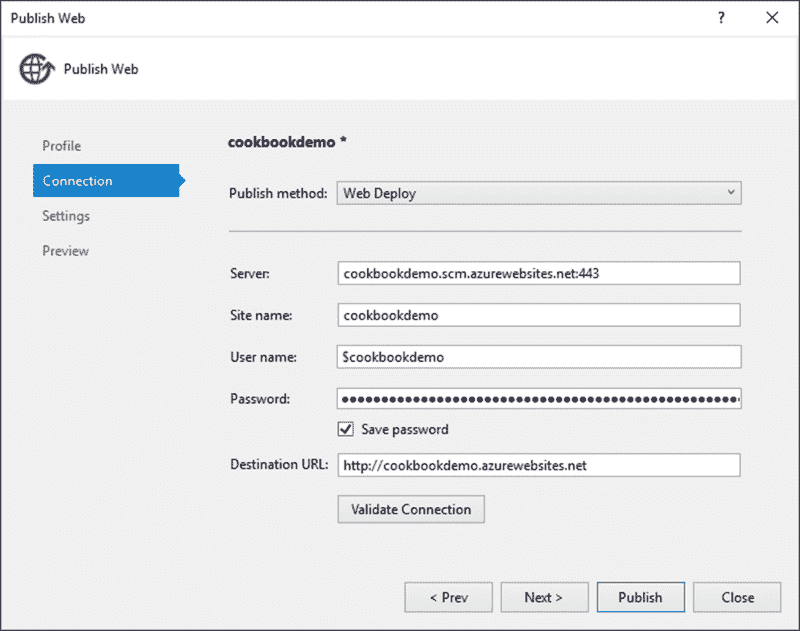 Publish Web
?
Publish Web
Profile
Connection
Settings
Preview
cookbookdemo *
Publish method: Web Deploy
Server: cookbookdemo.scm.azurewebsites.net:443
Site name: cookbookdemo
User name: $cookbookdemo
Password:
Save password
Destination URL: http://cookbookdemo.azurewebsites.net
Validate Connection
< Prev Next > Publish Close